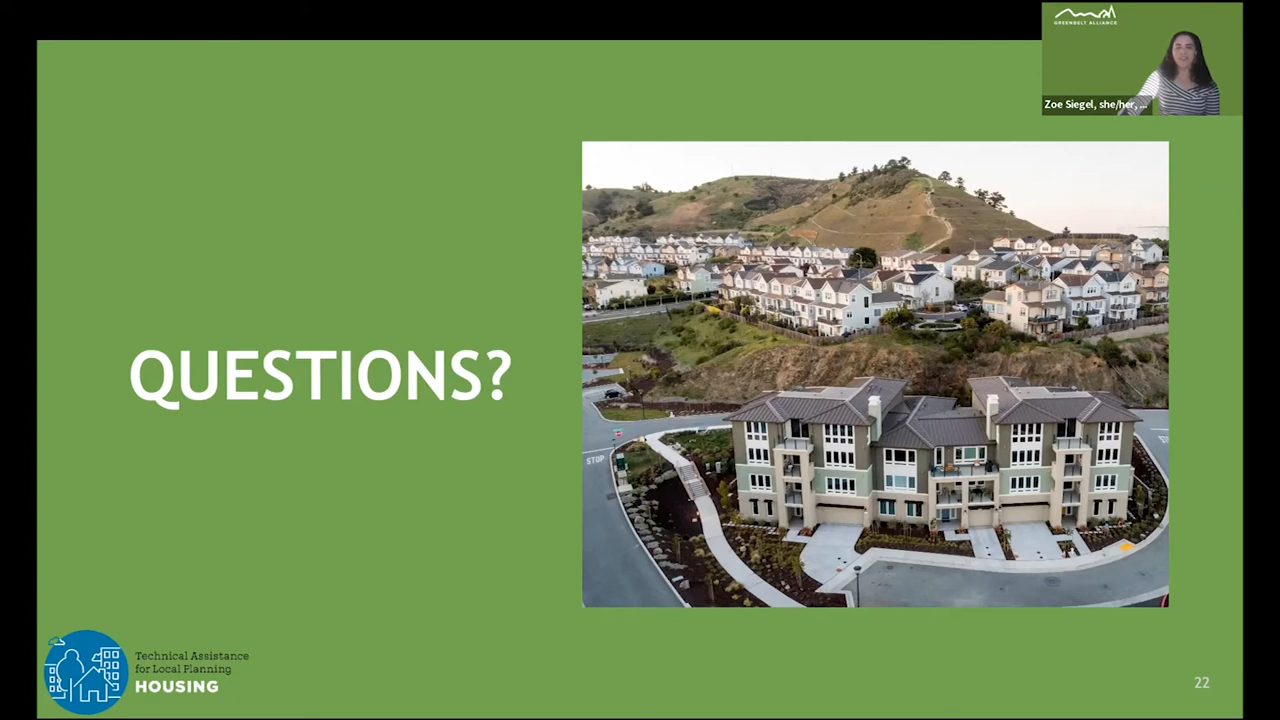 GREENBELT ALLIANCE
Zoe Siegel, she/her, ...
QUESTIONS?
STOP
Technical Assistance
for Local Planning
HOUSING
22